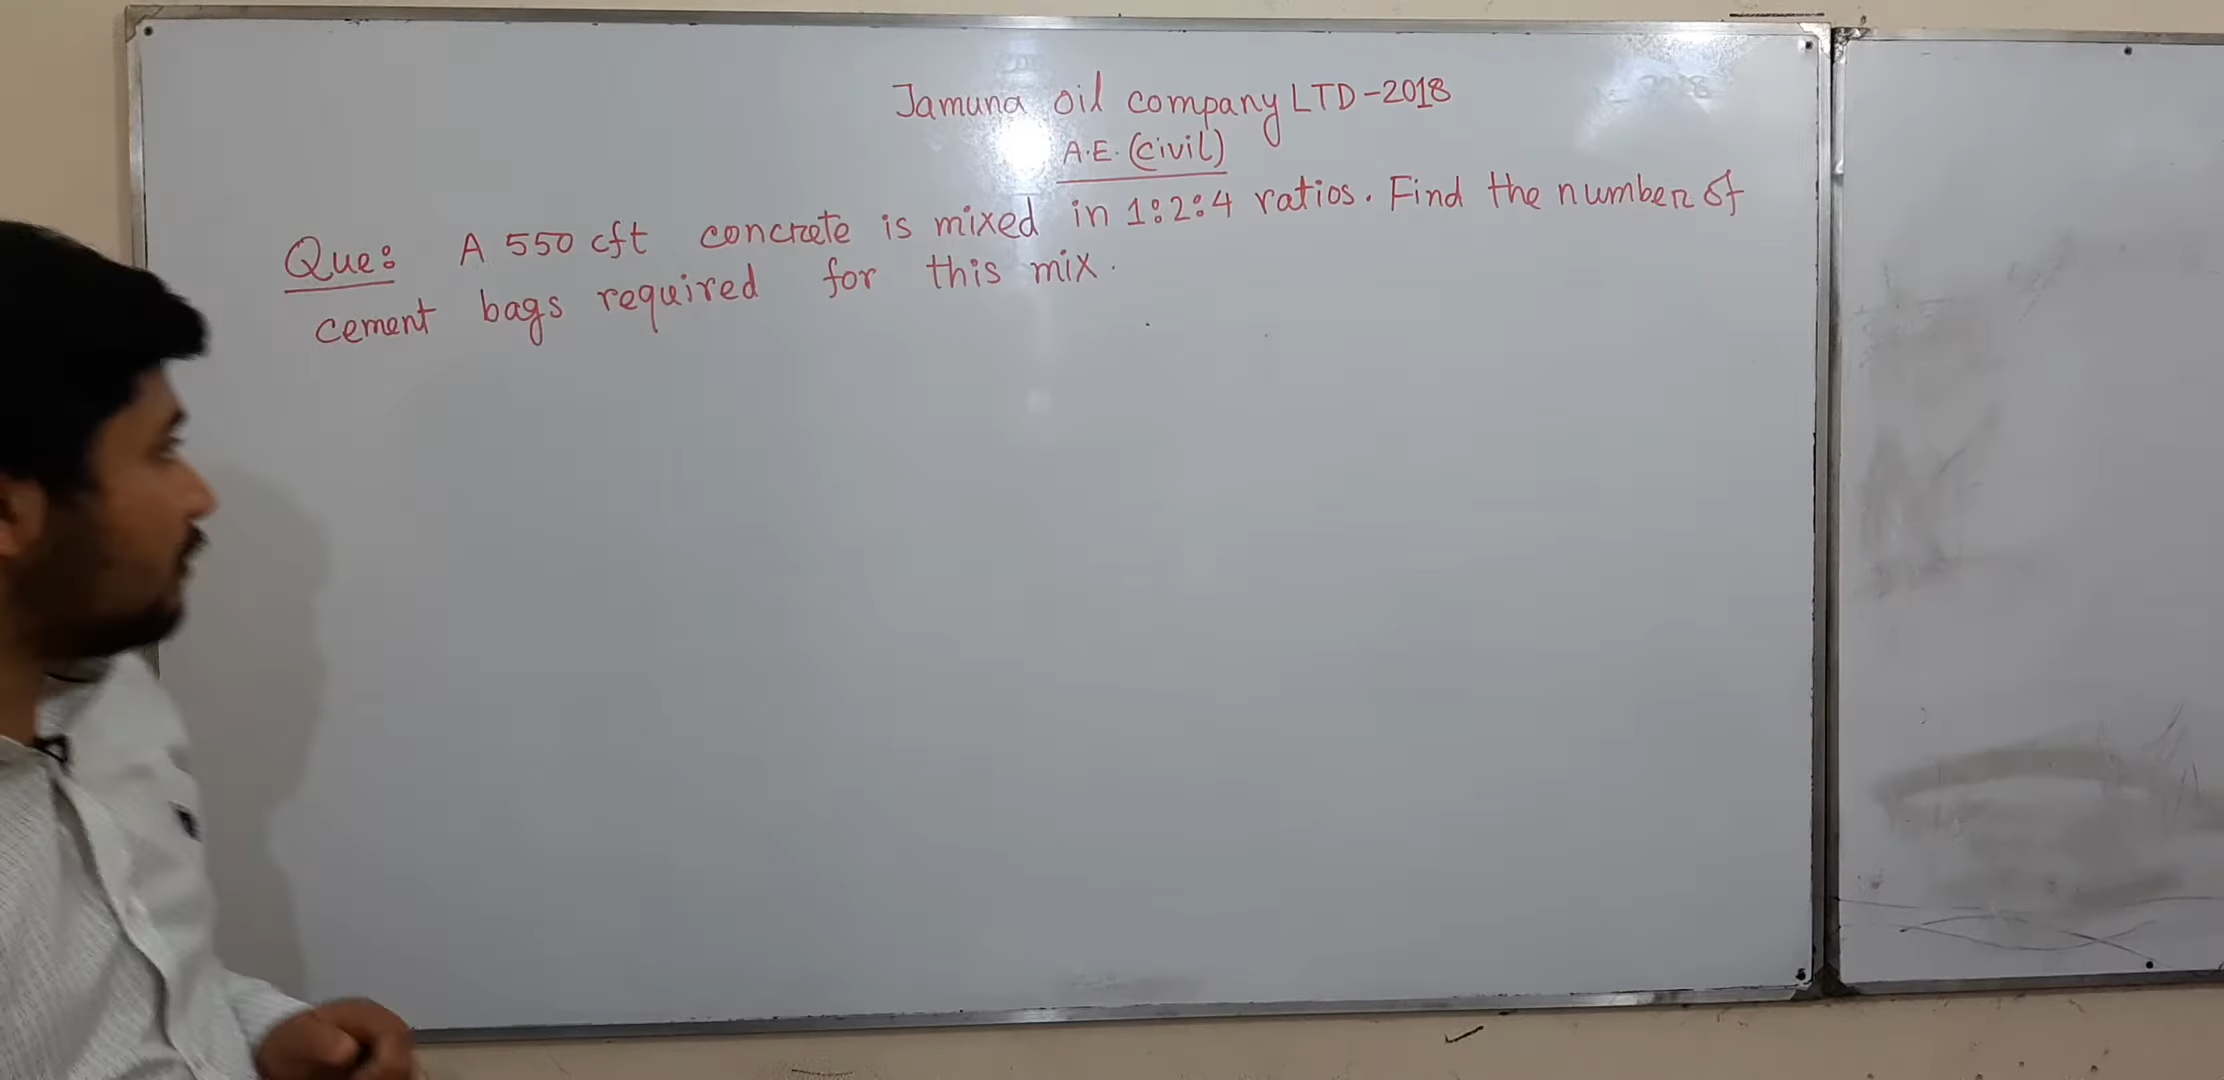 Jamuna oil company LTD-2018
A.E. (civil)
Que: A 550 cft concrete is mixed in 1:2:4 ratios. Find the number of
cement bags required for this mix.